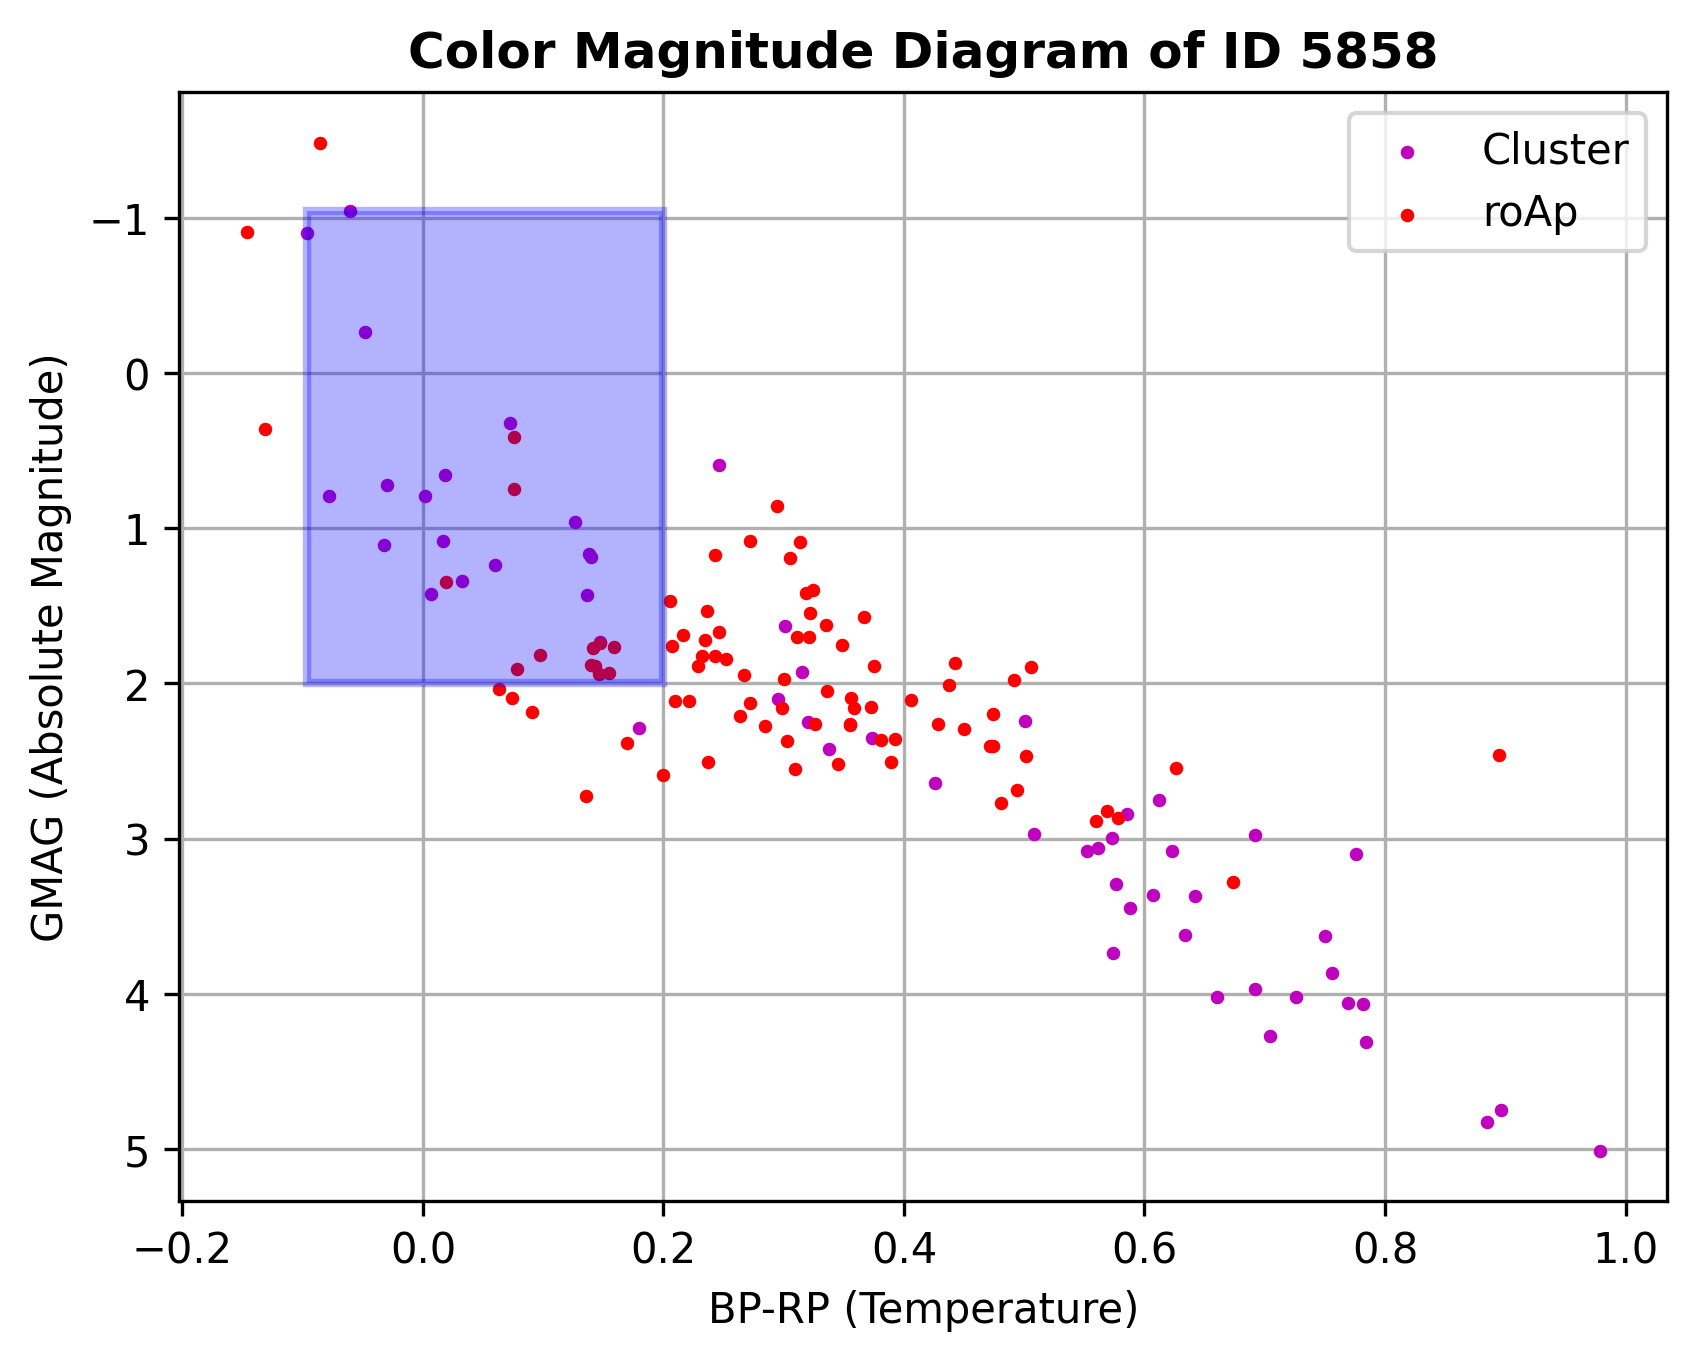 Color Magnitude Diagram of ID 5858
Cluster
roAp
GMAG (Absolute Magnitude)
−1
0
1
2
3
4
5
−0.2 0.0 0.2 0.4 0.6 0.8 1.0
BP-RP (Temperature)